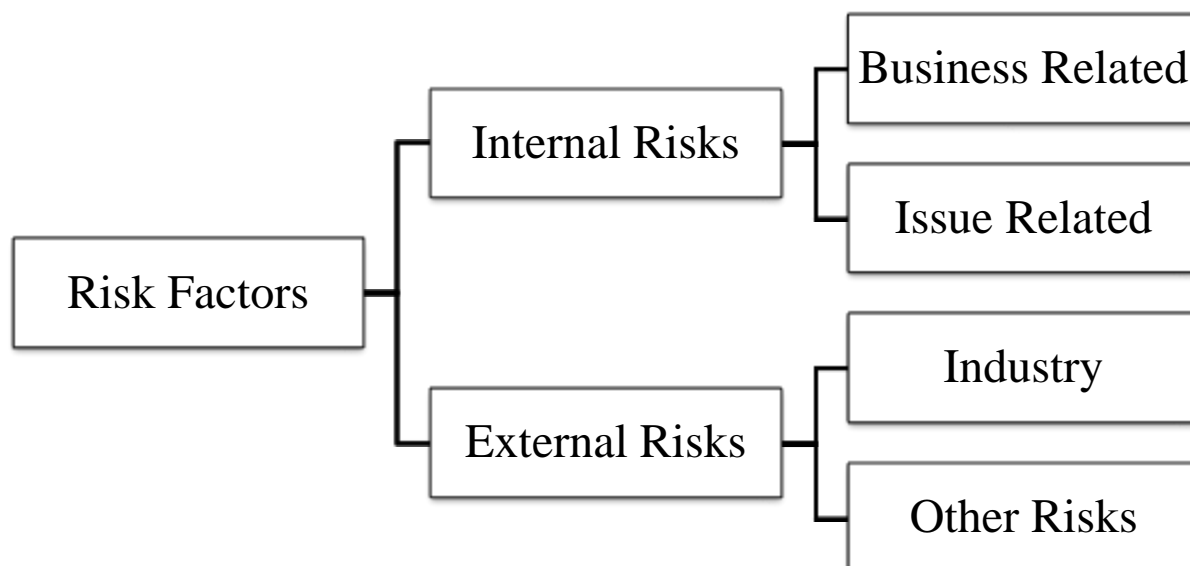 Business Related
Internal Risks
Issue Related
Risk Factors
Industry
External Risks
Other Risks